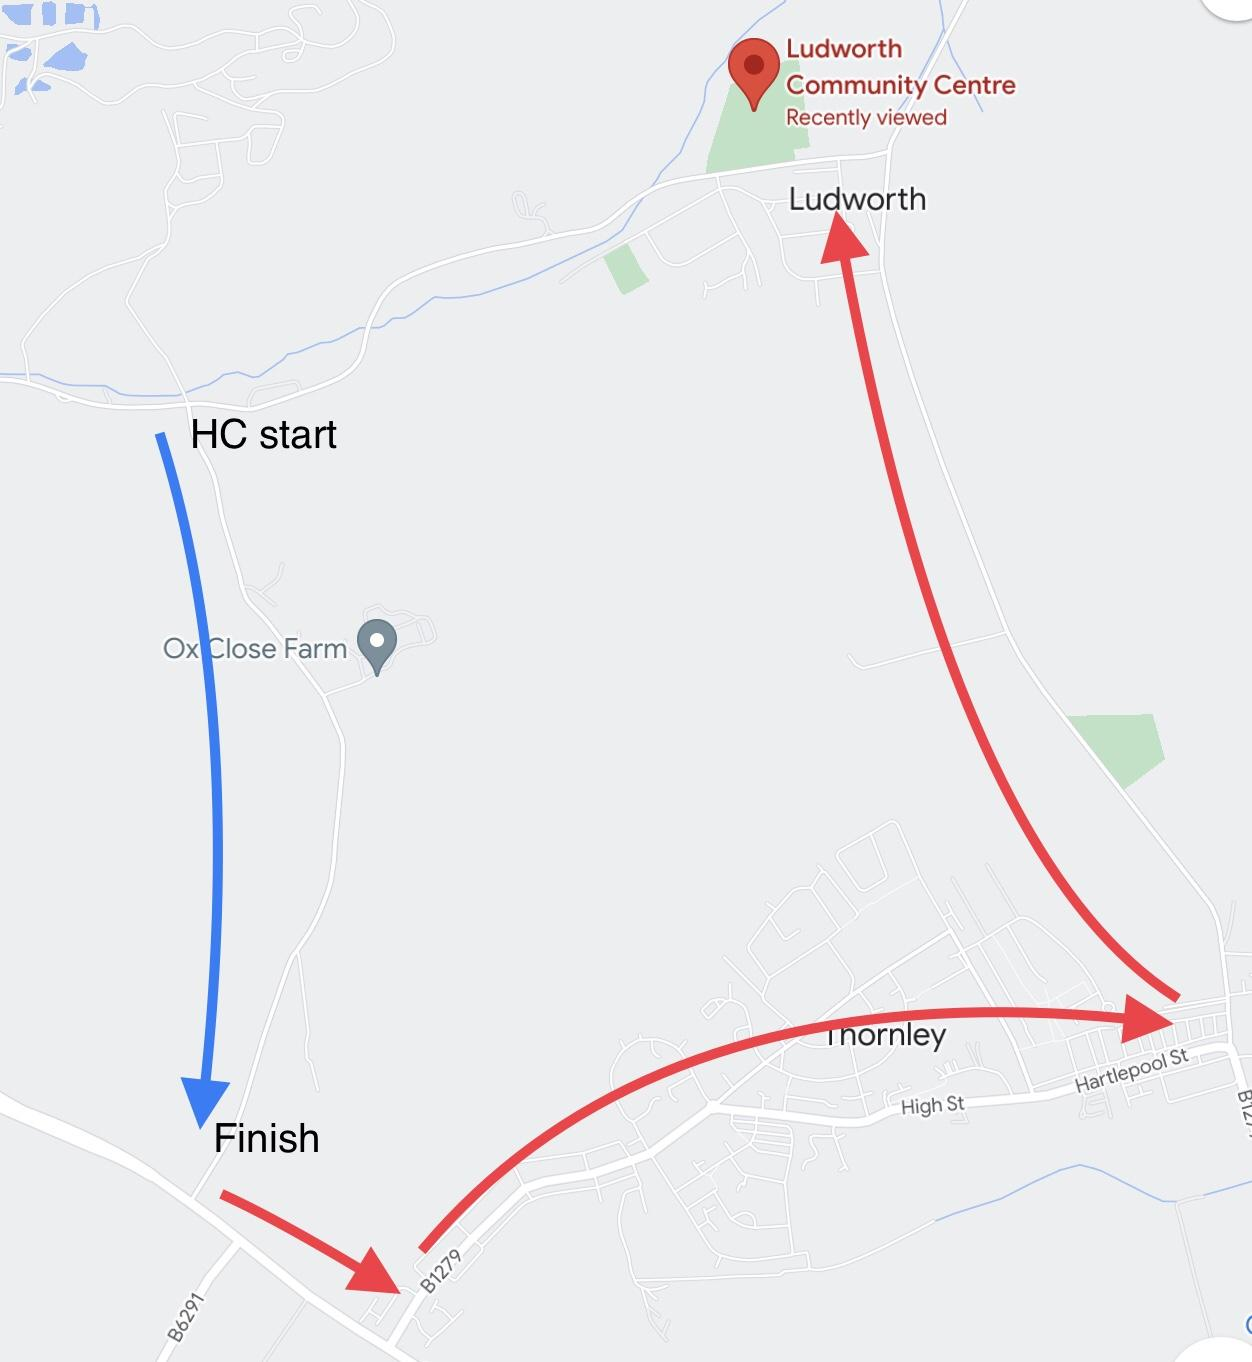 Ludworth
Community Centre
Recently viewed
Ludworth
HC start
Ox Close Farm
Thornley
Hartlepool St
High St
Finish
B1279
B6291